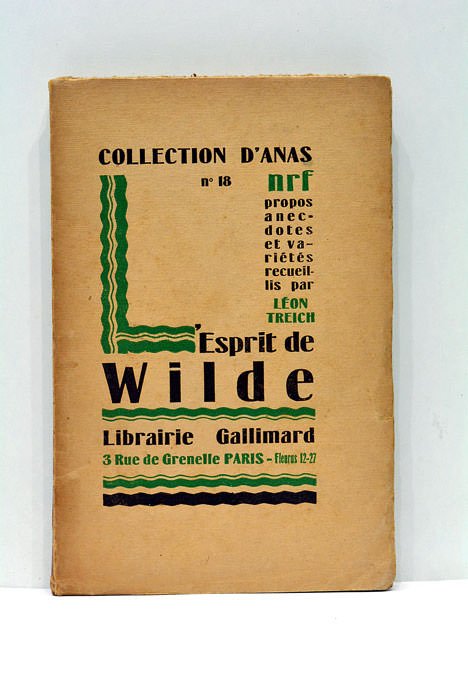 COLLECTION D'ANAS
n° 18
nrf
propos
anec-
dotes
et va-
riétés
recueil-
lis par
LÉON
TREICH
L'Esprit de
Wilde
Librairie Gallimard
3 Rue de Grenelle PARIS - Fleurus 12-27